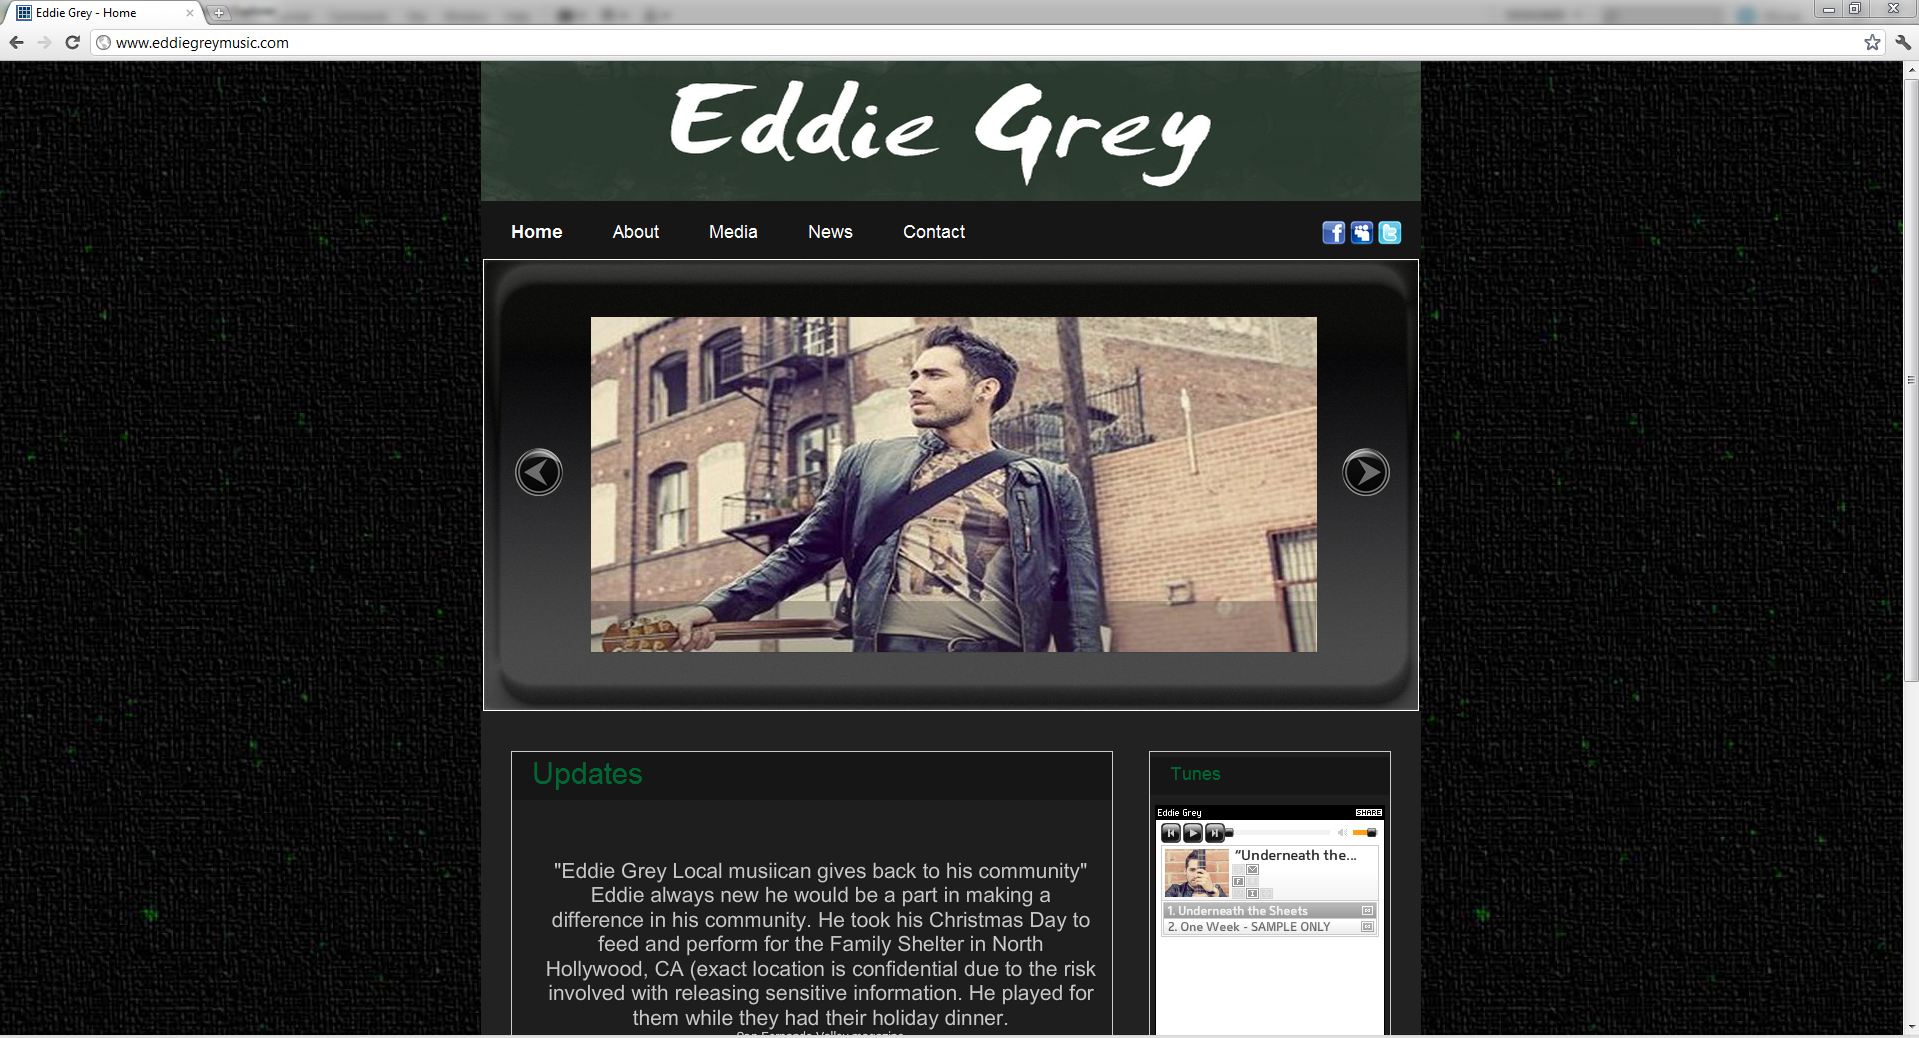 Eddie Grey - Home
www.eddiegreymusic.com
Eddie Grey
Home About Media News Contact
Updates
"Eddie Grey Local musiican gives back to his community"
Eddie always new he would be a part in making a
difference in his community. He took his Christmas Day to
feed and perform for the Family Shelter in North
Hollywood, CA (exact location is confidential due to the risk
involved with releasing sensitive information. He played for
them while they had their holiday dinner.
San Fernando Valley magazine
Tunes
Eddie Grey SHARE
“Underneath the...
1. Underneath the Sheets
2. One Week - SAMPLE ONLY